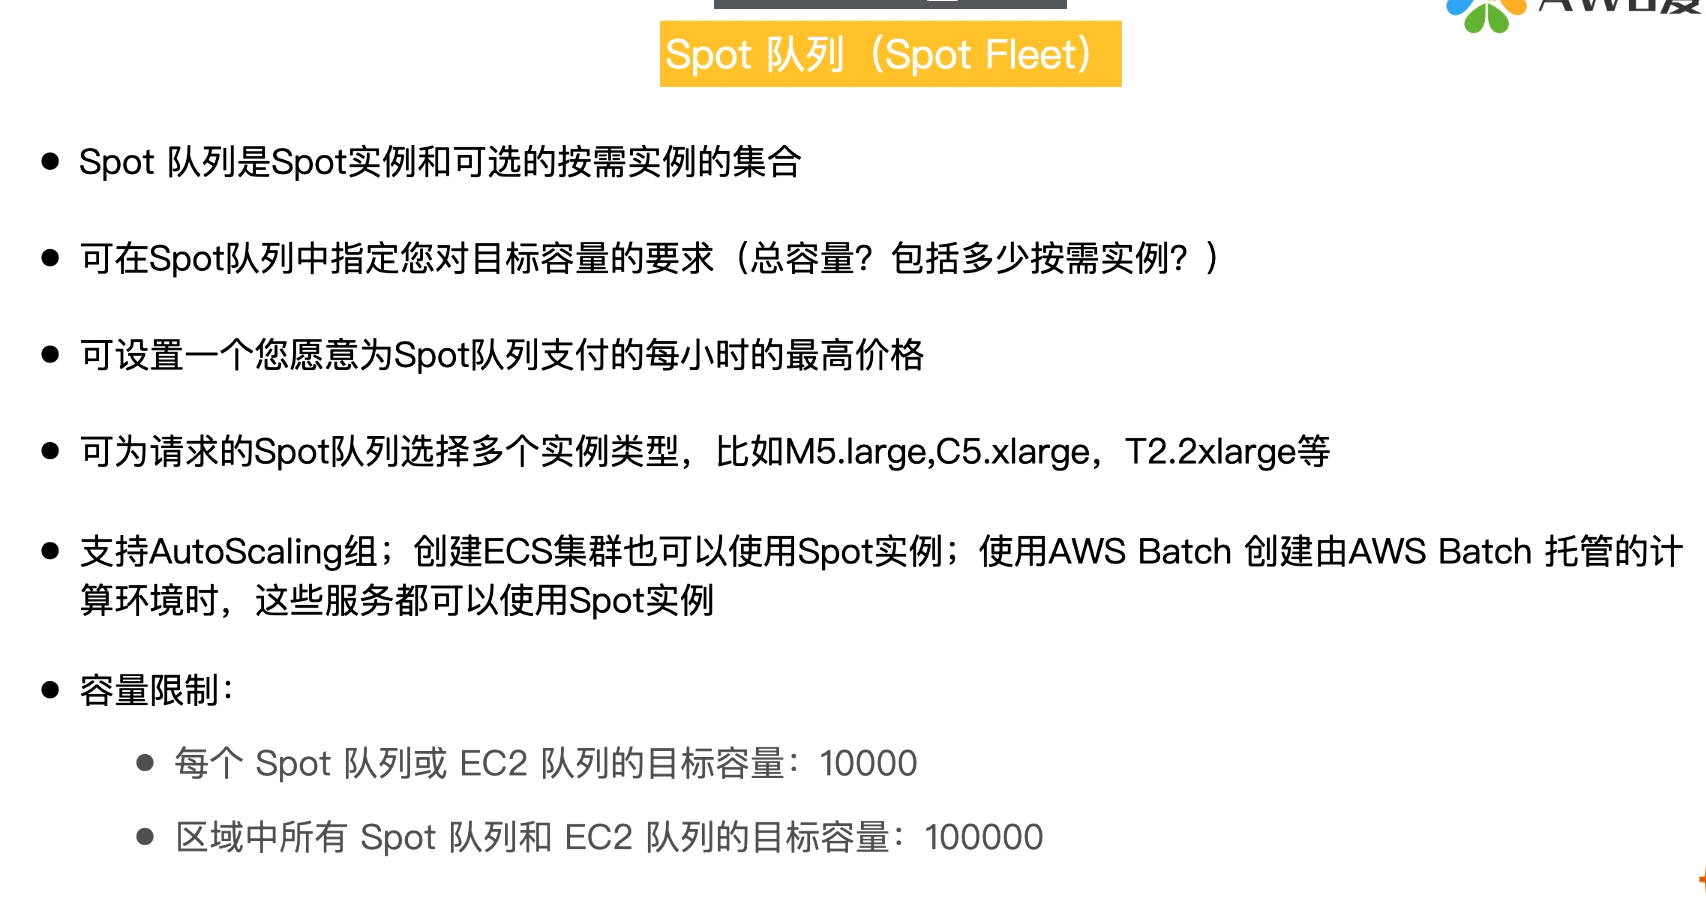 Spot 队列（Spot Fleet）
Spot 队列是Spot实例和可选的按需实例的集合
可在Spot队列中指定您对目标容量的要求（总容量？包括多少按需实例？）
可设置一个您愿意为Spot队列支付的每小时的最高价格
可为请求的Spot队列选择多个实例类型，比如M5.large,C5.xlarge，T2.2xlarge等
支持AutoScaling组；创建ECS集群也可以使用Spot实例；使用AWS Batch 创建由AWS Batch 托管的计
算环境时，这些服务都可以使用Spot实例
容量限制：
每个 Spot 队列或 EC2 队列的目标容量：10000
区域中所有 Spot 队列和 EC2 队列的目标容量：100000